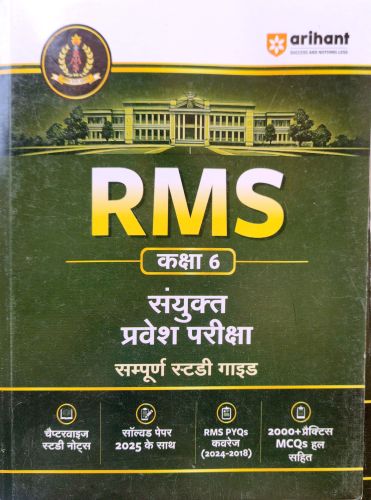 arihant
SUCCESS AND NOTHING LESS
RMS
कक्षा 6
संयुक्त
प्रवेश परीक्षा
सम्पूर्ण स्टडी गाइड
चैप्टरवाइज
स्टडी नोट्स
सॉल्वड पेपर
2025 के साथ
RMS PYQs
कवरेज
(2024-2018)
2000+प्रैक्टिस
MCQs हल
सहित